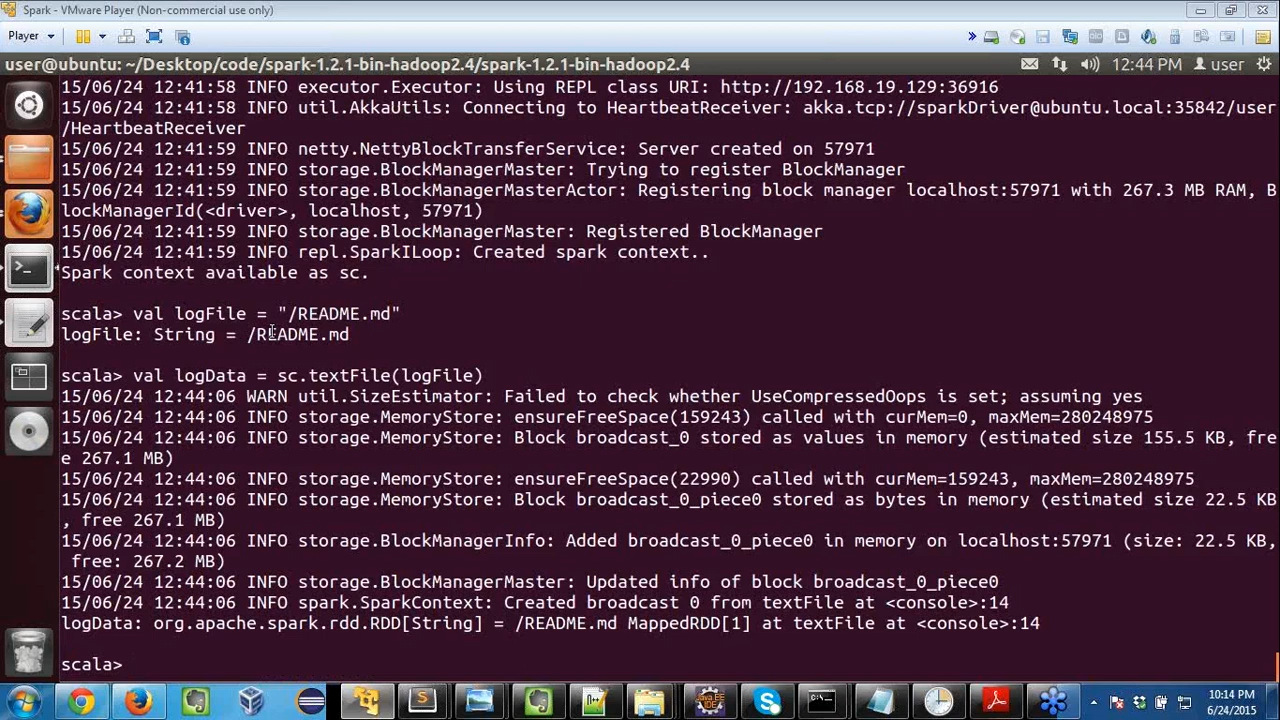 Spark - VMware Player (Non-commercial use only)
Player
user@ubuntu: ~/Desktop/code/spark-1.2.1-bin-hadoop2.4/spark-1.2.1-bin-hadoop2.4
12:44 PM
user
15/06/24 12:41:58 INFO executor.Executor: Using REPL class URI: http://192.168.19.129:36916
15/06/24 12:41:58 INFO util.AkkaUtils: Connecting to HeartbeatReceiver: akka.tcp://sparkDriver@ubuntu.local:35842/user
/HeartbeatReceiver
15/06/24 12:41:59 INFO netty.NettyBlockTransferService: Server created on 57971
15/06/24 12:41:59 INFO storage.BlockManagerMaster: Trying to register BlockManager
15/06/24 12:41:59 INFO storage.BlockManagerMasterActor: Registering block manager localhost:57971 with 267.3 MB RAM, B
lockManagerId(<driver>, localhost, 57971)
15/06/24 12:41:59 INFO storage.BlockManagerMaster: Registered BlockManager
15/06/24 12:41:59 INFO repl.SparkILoop: Created spark context..
Spark context available as sc.
scala> val logFile = "/README.md"
logFile: String = /README.md
scala> val logData = sc.textFile(logFile)
15/06/24 12:44:06 WARN util.SizeEstimator: Failed to check whether UseCompressedOops is set; assuming yes
15/06/24 12:44:06 INFO storage.MemoryStore: ensureFreeSpace(159243) called with curMem=0, maxMem=280248975
15/06/24 12:44:06 INFO storage.MemoryStore: Block broadcast_0 stored as values in memory (estimated size 155.5 KB, fre
e 267.1 MB)
15/06/24 12:44:06 INFO storage.MemoryStore: ensureFreeSpace(22990) called with curMem=159243, maxMem=280248975
15/06/24 12:44:06 INFO storage.MemoryStore: Block broadcast_0_piece0 stored as bytes in memory (estimated size 22.5 KB
, free 267.1 MB)
15/06/24 12:44:06 INFO storage.BlockManagerInfo: Added broadcast_0_piece0 in memory on localhost:57971 (size: 22.5 KB,
 free: 267.2 MB)
15/06/24 12:44:06 INFO storage.BlockManagerMaster: Updated info of block broadcast_0_piece0
15/06/24 12:44:06 INFO spark.SparkContext: Created broadcast 0 from textFile at <console>:14
logData: org.apache.spark.rdd.RDD[String] = /README.md MappedRDD[1] at textFile at <console>:14
scala>
10:14 PM
6/24/2015